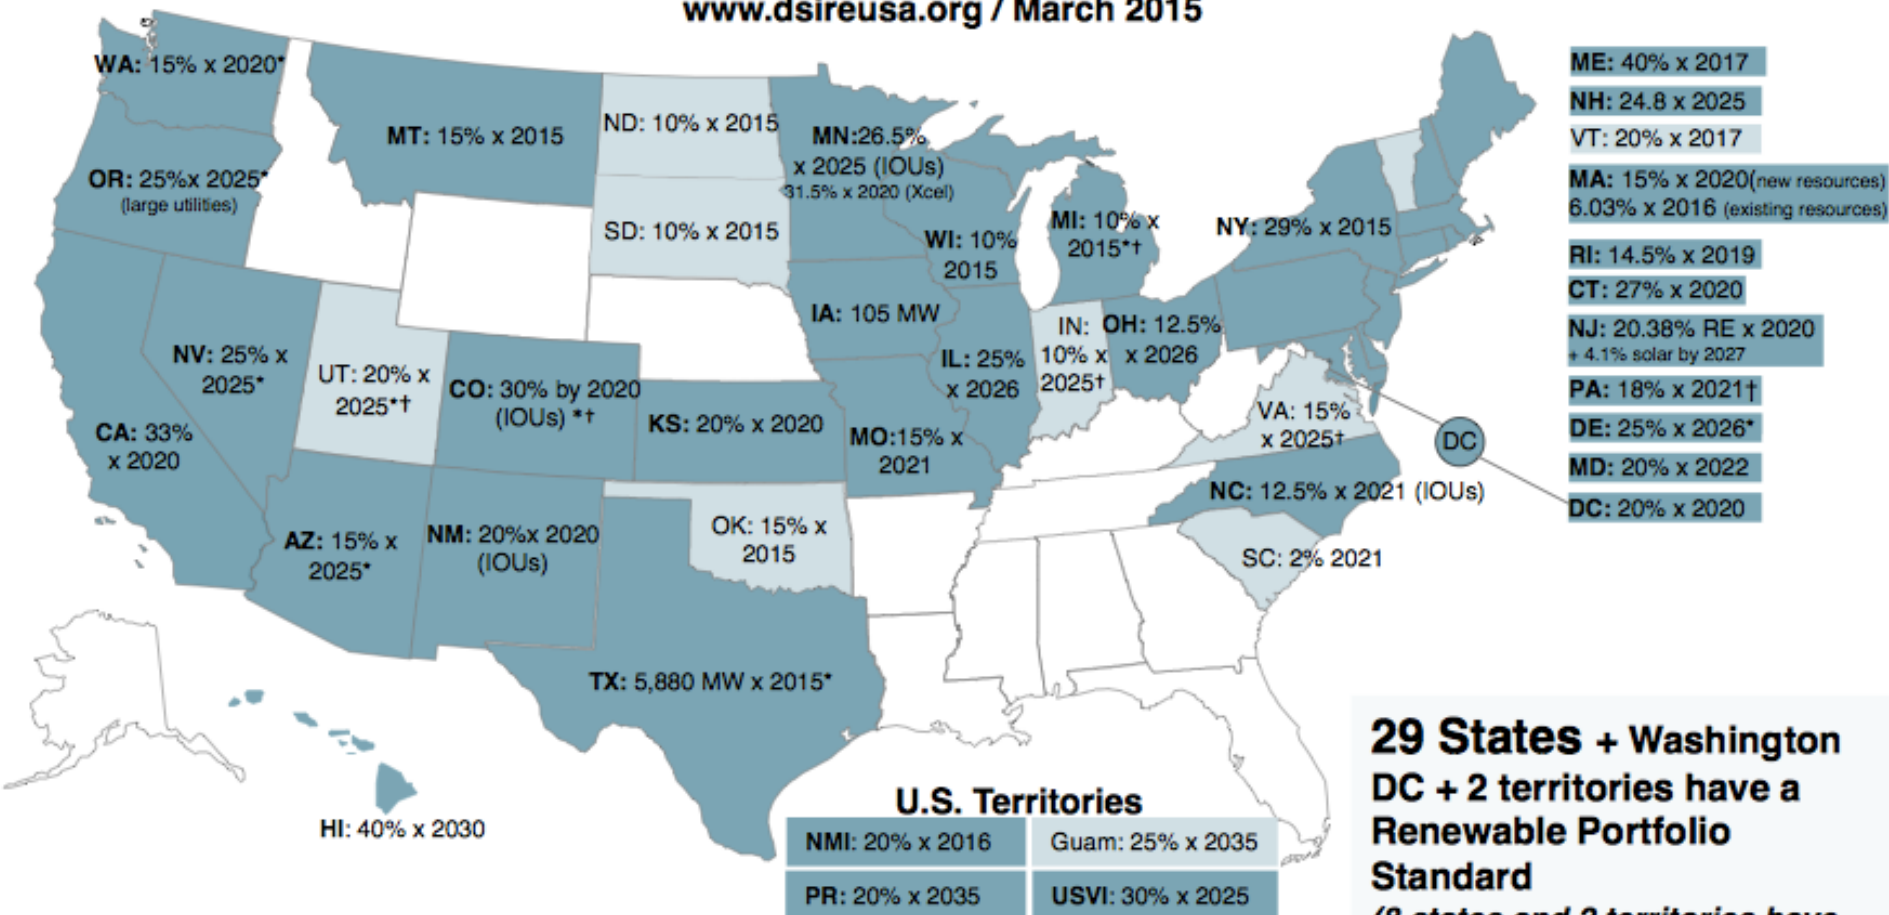 www.dsireusa.org / March 2015
WA: 15% x 2020*
MT: 15% x 2015
ND: 10% x 2015
MN:26.5%
x 2025 (IOUs)
31.5% x 2020 (Xcel)
OR: 25%x 2025*
(large utilities)
SD: 10% x 2015
WI: 10%
2015
MI: 10% x
2015*†
NY: 29% x 2015
IA: 105 MW
NV: 25% x
2025*
UT: 20% x
2025*†
CO: 30% by 2020
(IOUs) *†
KS: 20% x 2020
MO:15% x
2021
IL: 25%
x 2026
IN:
10% x
2025†
OH: 12.5%
x 2026
VA: 15%
x 2025†
CA: 33%
x 2020
AZ: 15% x
2025*
NM: 20%x 2020
(IOUs)
OK: 15% x
2015
NC: 12.5% x 2021 (IOUs)
SC: 2% 2021
TX: 5,880 MW x 2015*
HI: 40% x 2030
DC
ME: 40% x 2017
NH: 24.8 x 2025
VT: 20% x 2017
MA: 15% x 2020(new resources)
6.03% x 2016 (existing resources)
RI: 14.5% x 2019
CT: 27% x 2020
NJ: 20.38% RE x 2020
+ 4.1% solar by 2027
PA: 18% x 2021†
DE: 25% x 2026*
MD: 20% x 2022
DC: 20% x 2020
U.S. Territories
NMI: 20% x 2016
Guam: 25% x 2035
PR: 20% x 2035
USVI: 30% x 2025
29 States + Washington
DC + 2 territories have a
Renewable Portfolio
Standard
(8 states and 2 territories have